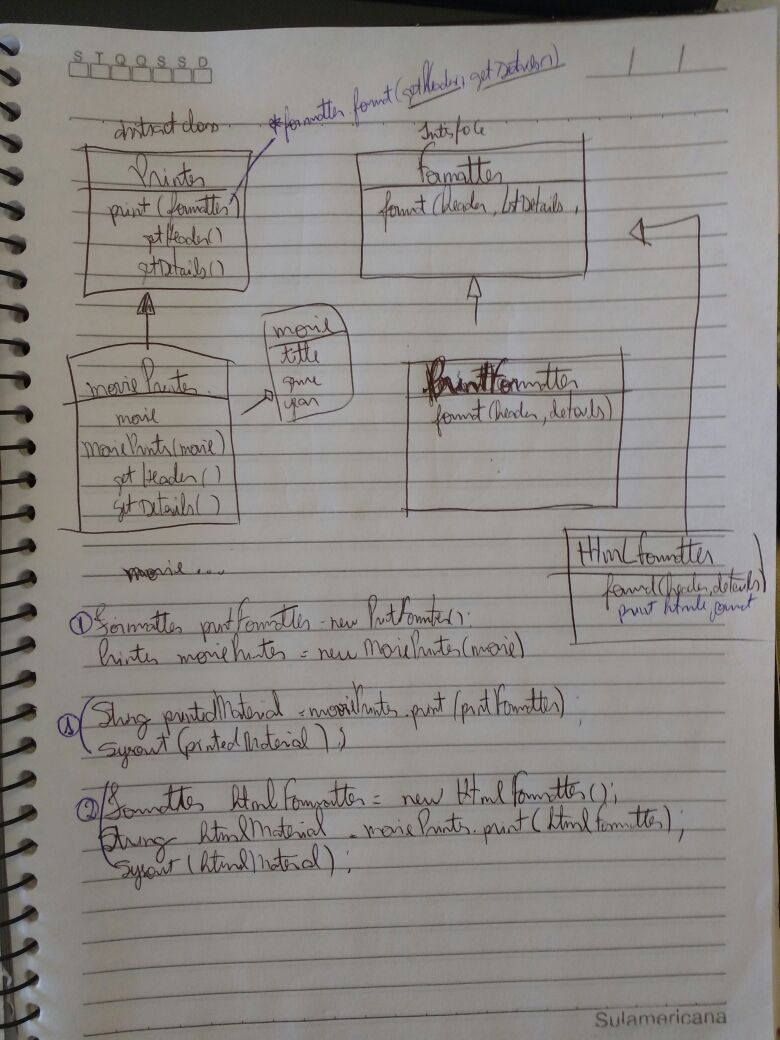 S T Q Q S S D
* formatter.format(getHeader, getDetails())
abstract class
Interface
Printer
print (formatter)
getHeader()
getDetails()
Formatter
format(header, LstDetails,
movie
title
year
moviePrinter
movie
MoviePrinter(movie)
getHeader()
getDetails()
PrintFormatter
format(header, details)
HtmlFormatter
format(header, details)
print html format
movie ...
① Formatter printFormatter = new PrintFormatter();
Printer moviePrinter = new MoviePrinter(movie)
String printedMaterial = moviePrinter.print (printFormatter);
Sysout (printedMaterial);
② Formatter htmlFormatter = new HtmlFormatter();
String htmlMaterial = moviePrinter.print (htmlFormatter);
Sysout (htmlMaterial);
Sulamericana